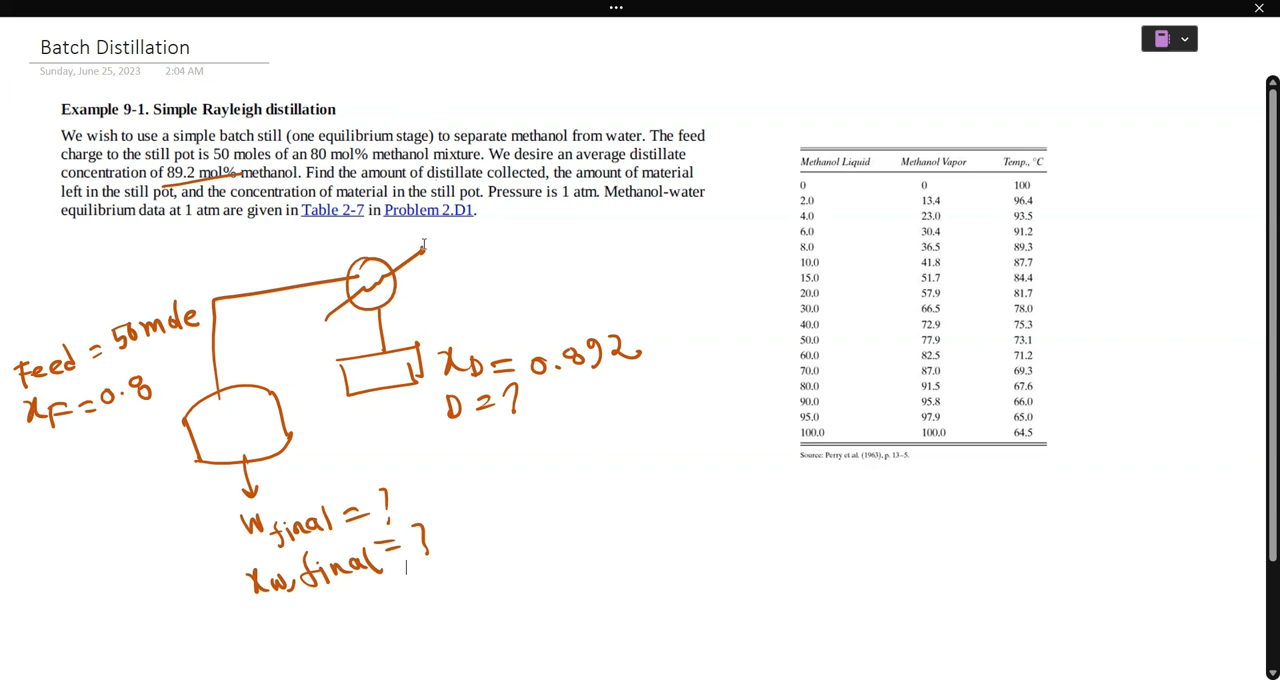 Batch Distillation
Sunday, June 25, 2023 2:04 AM
Example 9-1. Simple Rayleigh distillation
We wish to use a simple batch still (one equilibrium stage) to separate methanol from water. The feed
charge to the still pot is 50 moles of an 80 mol% methanol mixture. We desire an average distillate
concentration of 89.2 mol% methanol. Find the amount of distillate collected, the amount of material
left in the still pot, and the concentration of material in the still pot. Pressure is 1 atm. Methanol-water
equilibrium data at 1 atm are given in Table 2-7 in Problem 2.D1.
Feed = 50 mole
xF = 0.8
xD = 0.892
D = ?
W final = ?
xw, final = ?
Methanol Liquid Methanol Vapor Temp., °C
0 0 100
2.0 13.4 96.4
4.0 23.0 93.5
6.0 30.4 91.2
8.0 36.5 89.3
10.0 41.8 87.7
15.0 51.7 84.4
20.0 57.9 81.7
30.0 66.5 78.0
40.0 72.9 75.3
50.0 77.9 73.1
60.0 82.5 71.2
70.0 87.0 69.3
80.0 91.5 67.6
90.0 95.8 66.0
95.0 97.9 65.0
100.0 100.0 64.5
Source: Perry et al. (1963), p. 13–5.